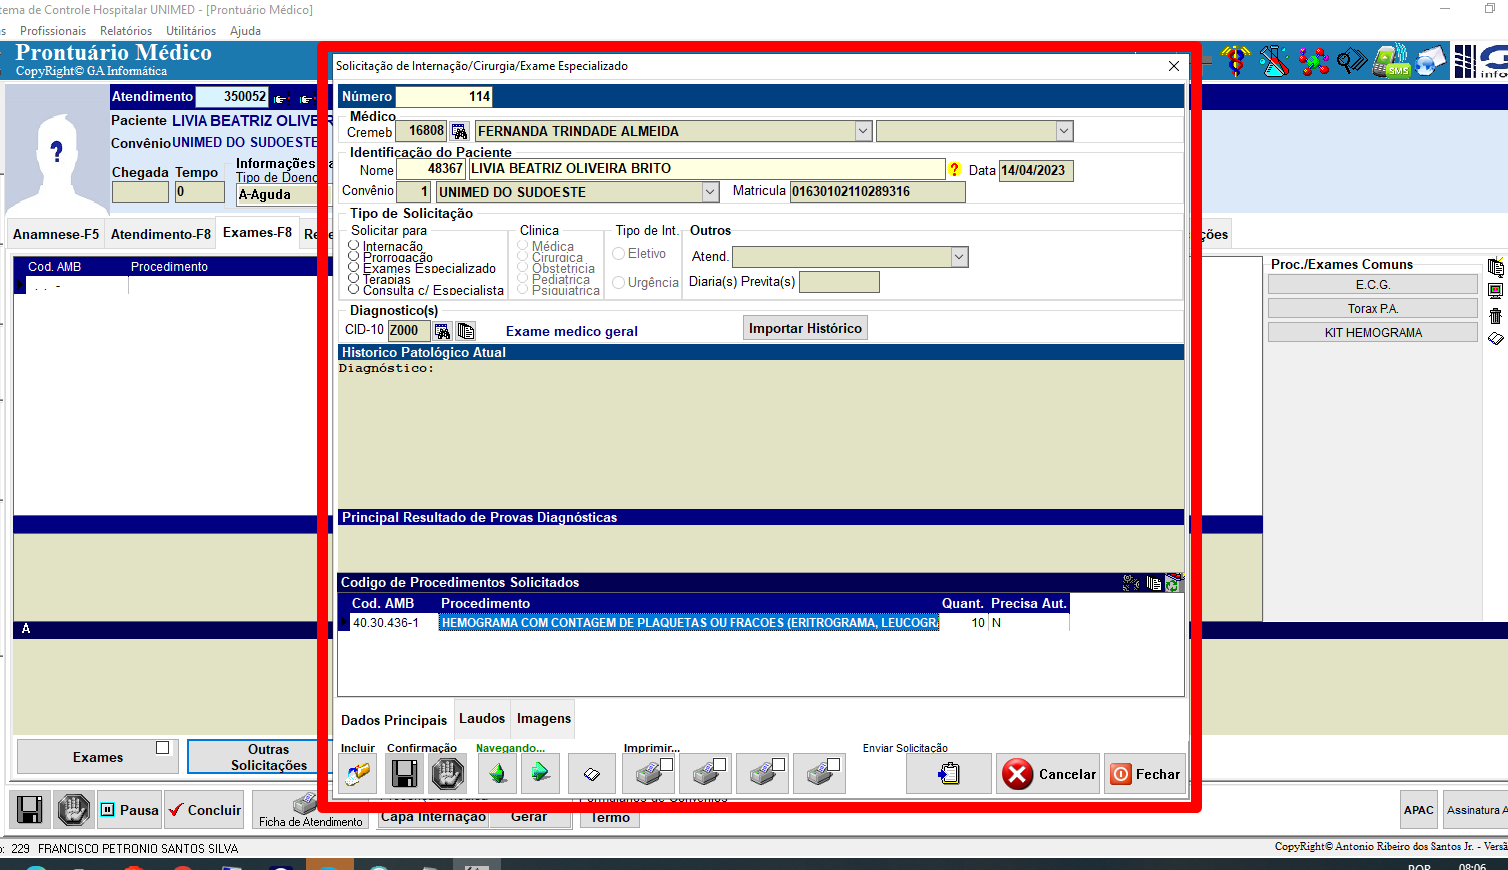 tema de Controle Hospitalar UNIMED - [Prontuário Médico]
s Profissionais Relatórios Utilitários Ajuda
Prontuário Médico
CopyRight© GA Informática
SMS
Atendimento 350052
Paciente LIVIA BEATRIZ OLIVE
Convênio UNIMED DO SUDOESTE
Chegada Tempo Informações
0 Tipo de Doenç
A-Aguda
Anamnese-F5 Atendimento-F8 Exames-F8 Re
ções
Cod. AMB Procedimento
Solicitação de Internação/Cirurgia/Exame Especializado
Número 114
Médico
Cremeb 16808 FERNANDA TRINDADE ALMEIDA
Identificação do Paciente
Nome 48367 LIVIA BEATRIZ OLIVEIRA BRITO ? Data 14/04/2023
Convênio 1 UNIMED DO SUDOESTE Matricula 01630102110289316
Tipo de Solicitação
Solicitar para Clinica Tipo de Int. Outros
Internação
Prorrogação
Exames Especializado
Terapias
Consulta c/ Especialista
Médica
Cirurgica
Obstetricia
Pediatrica
Psiquiatrica
Eletivo
Urgência
Atend.
Diaria(s) Previta(s)
Diagnostico(s)
CID-10 Z000 Exame medico geral Importar Histórico
Historico Patológico Atual
Diagnóstico:
Principal Resultado de Provas Diagnósticas
Codigo de Procedimentos Solicitados
Cod. AMB Procedimento Quant. Precisa Aut.
40.30.436-1 HEMOGRAMA COM CONTAGEM DE PLAQUETAS OU FRACOES (ERITROGRAMA, LEUCOGR 10 N
Dados Principais Laudos Imagens
Incluir Confirmação Navegando... Imprimir... Enviar Solicitação
Cancelar Fechar
Proc./Exames Comuns
E.C.G.
Torax P.A.
KIT HEMOGRAMA
A
Exames Outras Solicitações
Pausa Concluir Ficha de Atendimento
Capa Internação Gerar Termo
APAC Assinatura A
o: 229 FRANCISCO PETRONIO SANTOS SILVA
CopyRight© Antonio Ribeiro dos Santos Jr. - Versã
POR 08:06